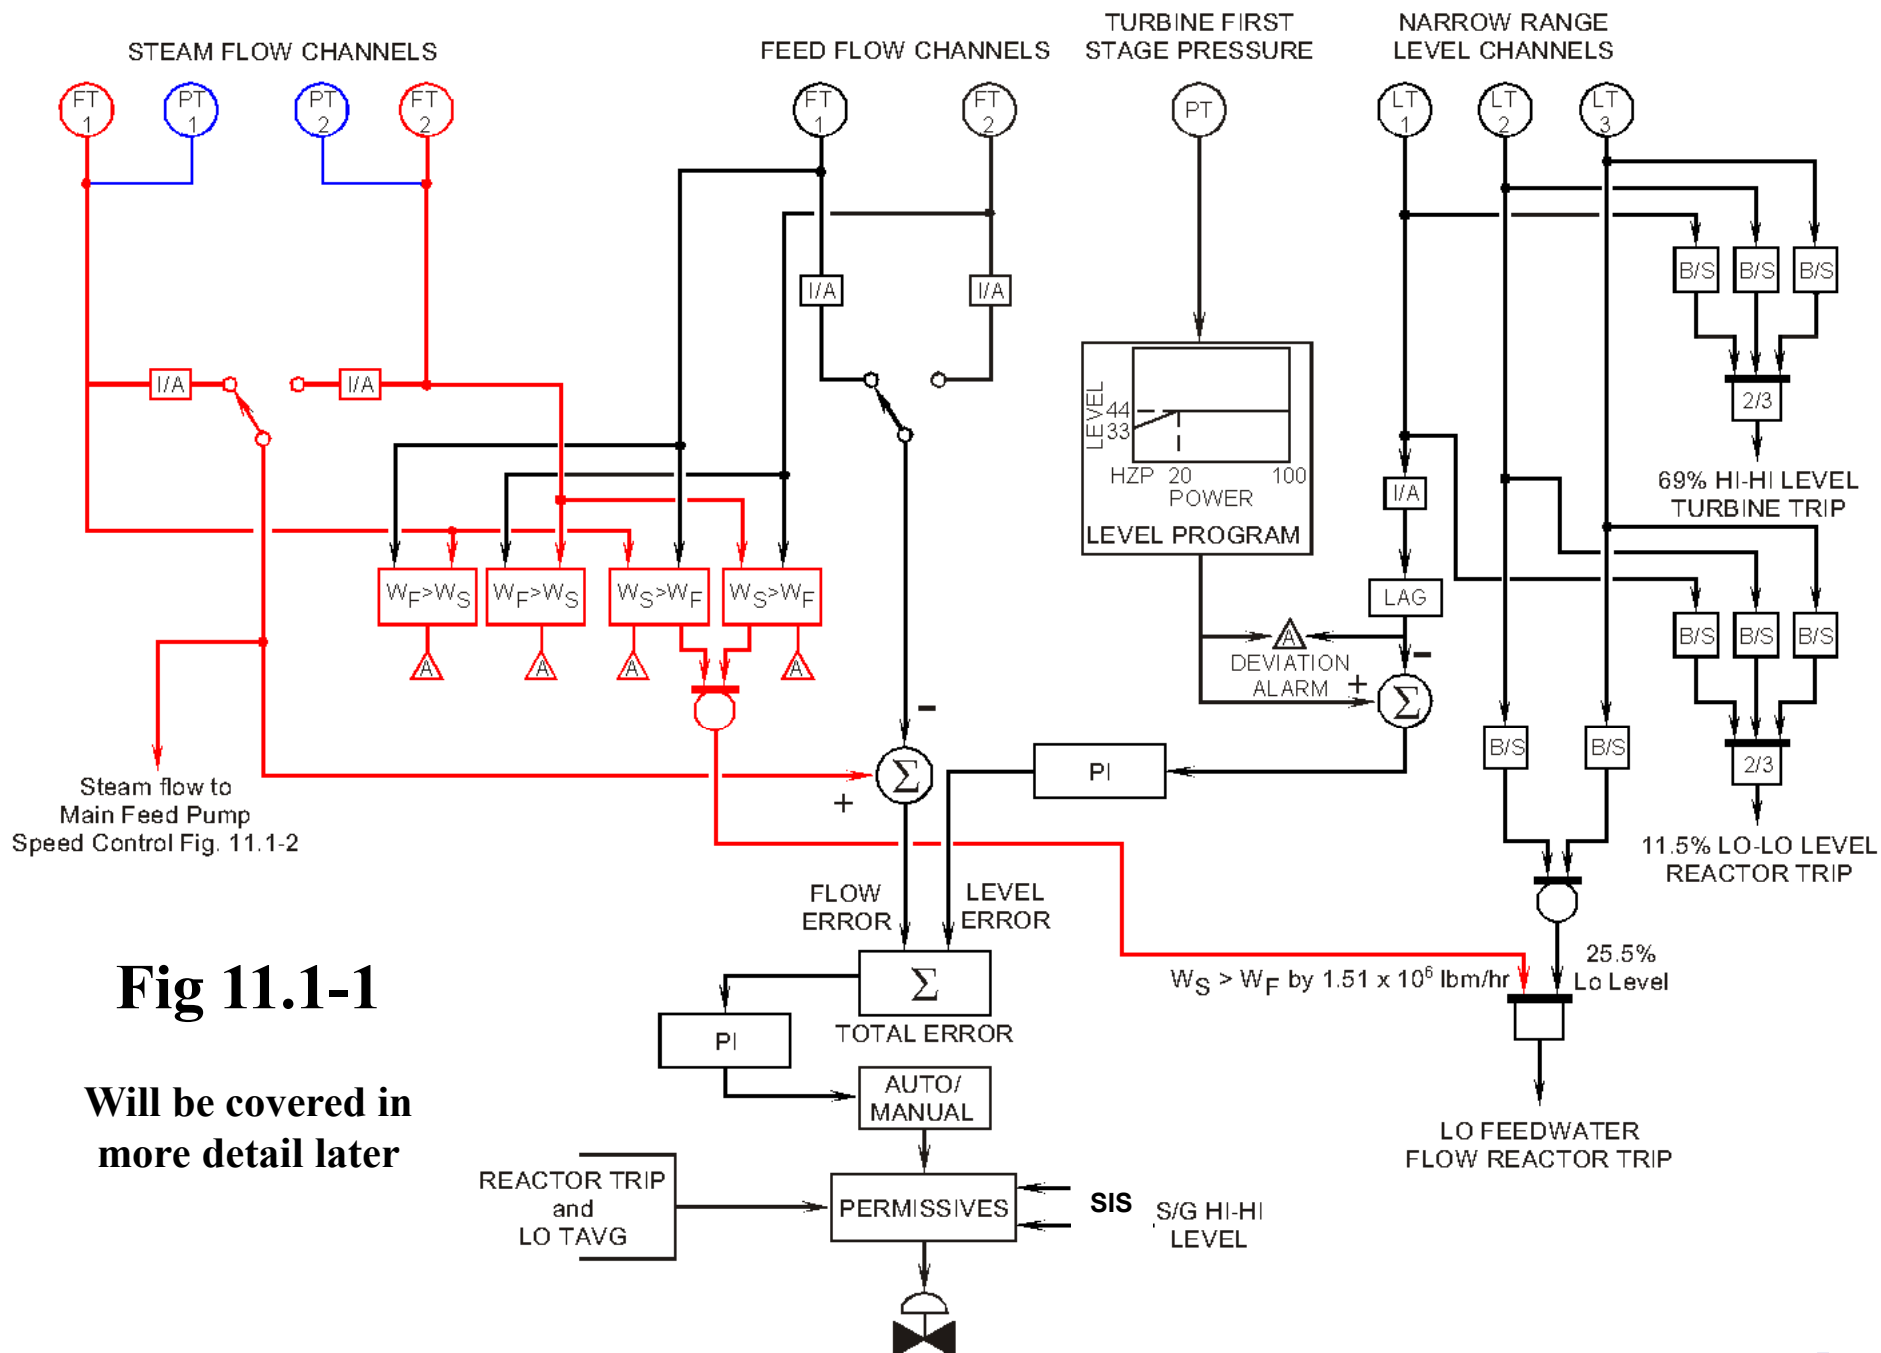 STEAM FLOW CHANNELS
FEED FLOW CHANNELS
TURBINE FIRST
STAGE PRESSURE
NARROW RANGE
LEVEL CHANNELS
FT
1
PT
1
PT
2
FT
2
FT
1
FT
2
PT
LT
1
LT
2
LT
3
B/S
B/S
B/S
I/A
I/A
I/A
I/A
LEVEL
44
33
HZP 20 100
POWER
LEVEL PROGRAM
2/3
69% HI-HI LEVEL
TURBINE TRIP
I/A
LAG
WF>WS
WF>WS
WS>WF
WS>WF
A
A
A
A
A
DEVIATION
ALARM
+
−
Σ
B/S
B/S
B/S
B/S
B/S
2/3
11.5% LO-LO LEVEL
REACTOR TRIP
Steam flow to
Main Feed Pump
Speed Control Fig. 11.1-2
−
+
Σ
PI
FLOW
ERROR
LEVEL
ERROR
Σ
TOTAL ERROR
PI
AUTO/
MANUAL
WS > WF by 1.51 x 10⁶ lbm/hr
25.5%
Lo Level
LO FEEDWATER
FLOW REACTOR TRIP
Fig 11.1-1
Will be covered in
more detail later
REACTOR TRIP
and
LO TAVG
PERMISSIVES
SIS
S/G HI-HI
LEVEL